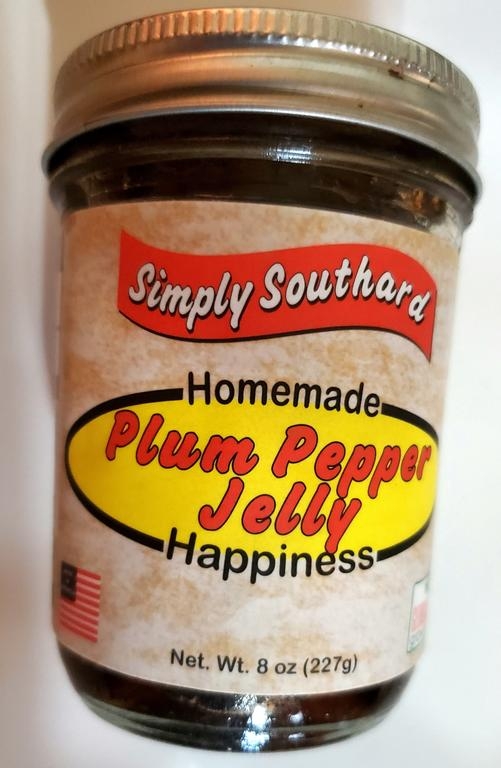 Simply Southard
Homemade
Plum Pepper
Jelly
Happiness
Net. Wt. 8 oz (227g)